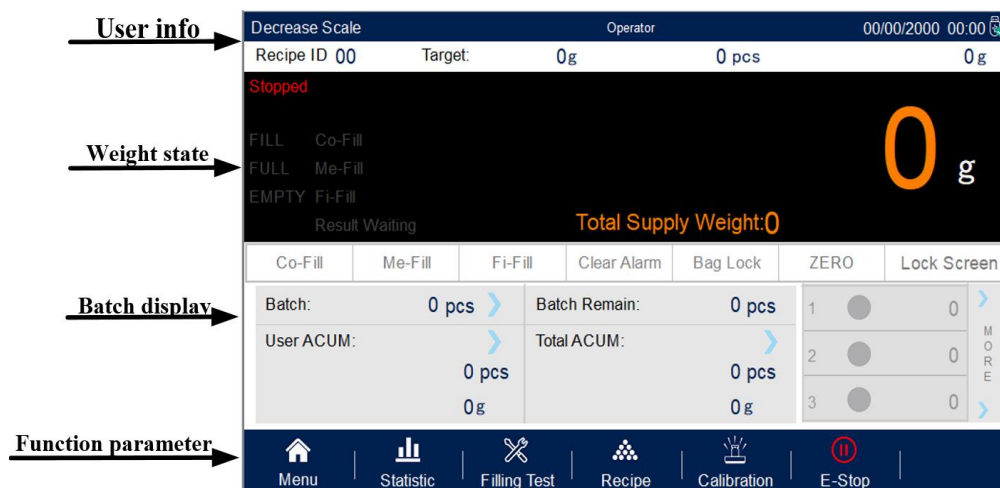 User info
Decrease Scale Operator 00/00/2000 00:00
Recipe ID 00 Target: 0g 0 pcs 0g
Stopped
FILL Co-Fill
Weight state
FULL Me-Fill
EMPTY Fi-Fill
Result Waiting
0 g
Total Supply Weight:0
Co-Fill Me-Fill Fi-Fill Clear Alarm Bag Lock ZERO Lock Screen
Batch display
Batch: 0 pcs Batch Remain: 0 pcs 1 0
User ACUM: Total ACUM:
0 pcs 0 pcs 2 0
0g 0g 3 0
MORE
Function parameter
Menu Statistic Filling Test Recipe Calibration E-Stop